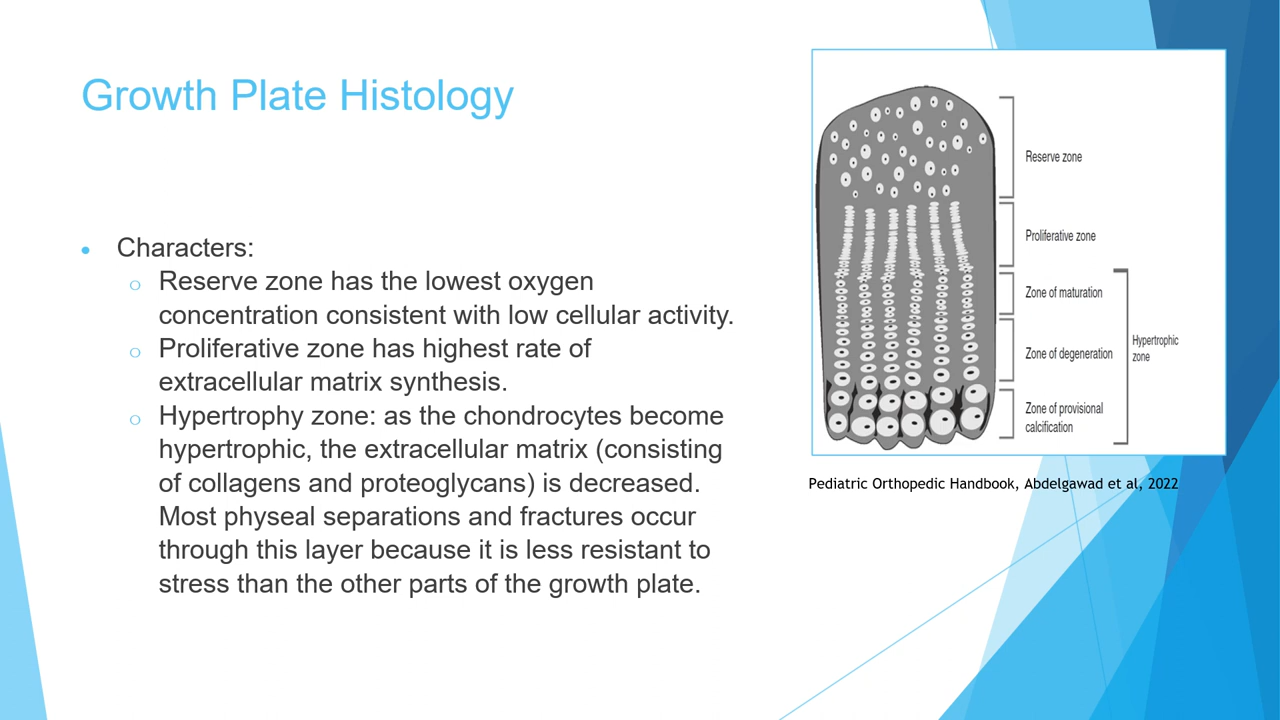 Growth Plate Histology
Characters:
Reserve zone has the lowest oxygen
concentration consistent with low cellular activity.
Proliferative zone has highest rate of
extracellular matrix synthesis.
Hypertrophy zone: as the chondrocytes become
hypertrophic, the extracellular matrix (consisting
of collagens and proteoglycans) is decreased.
Most physeal separations and fractures occur
through this layer because it is less resistant to
stress than the other parts of the growth plate.
Reserve zone
Proliferative zone
Zone of maturation
Zone of degeneration
Hypertrophic
zone
Zone of provisional
calcification
Pediatric Orthopedic Handbook, Abdelgawad et al, 2022